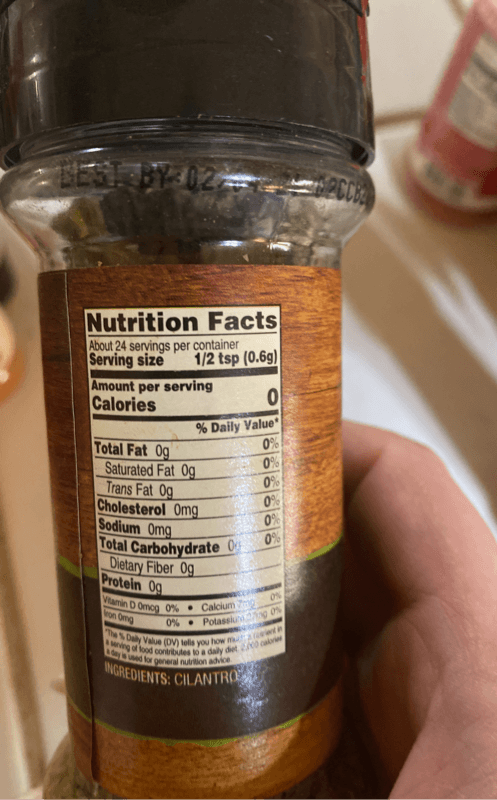 BEST BY 02
Nutrition Facts
About 24 servings per container
Serving size 1/2 tsp (0.6g)
Amount per serving
Calories 0
% Daily Value*
Total Fat 0g 0%
Saturated Fat 0g 0%
Trans Fat 0g 0%
Cholesterol 0mg 0%
Sodium 0mg 0%
Total Carbohydrate 0g 0%
Dietary Fiber 0g
Protein 0g
Vitamin D 0mcg 0% • Calcium 0%
Iron 0mg 0% • Potassium 0%
*The % Daily Value (DV) tells you how much a nutrient in
a serving of food contributes to a daily diet. 2,000 calories
a day is used for general nutrition advice.
INGREDIENTS: CILANTRO